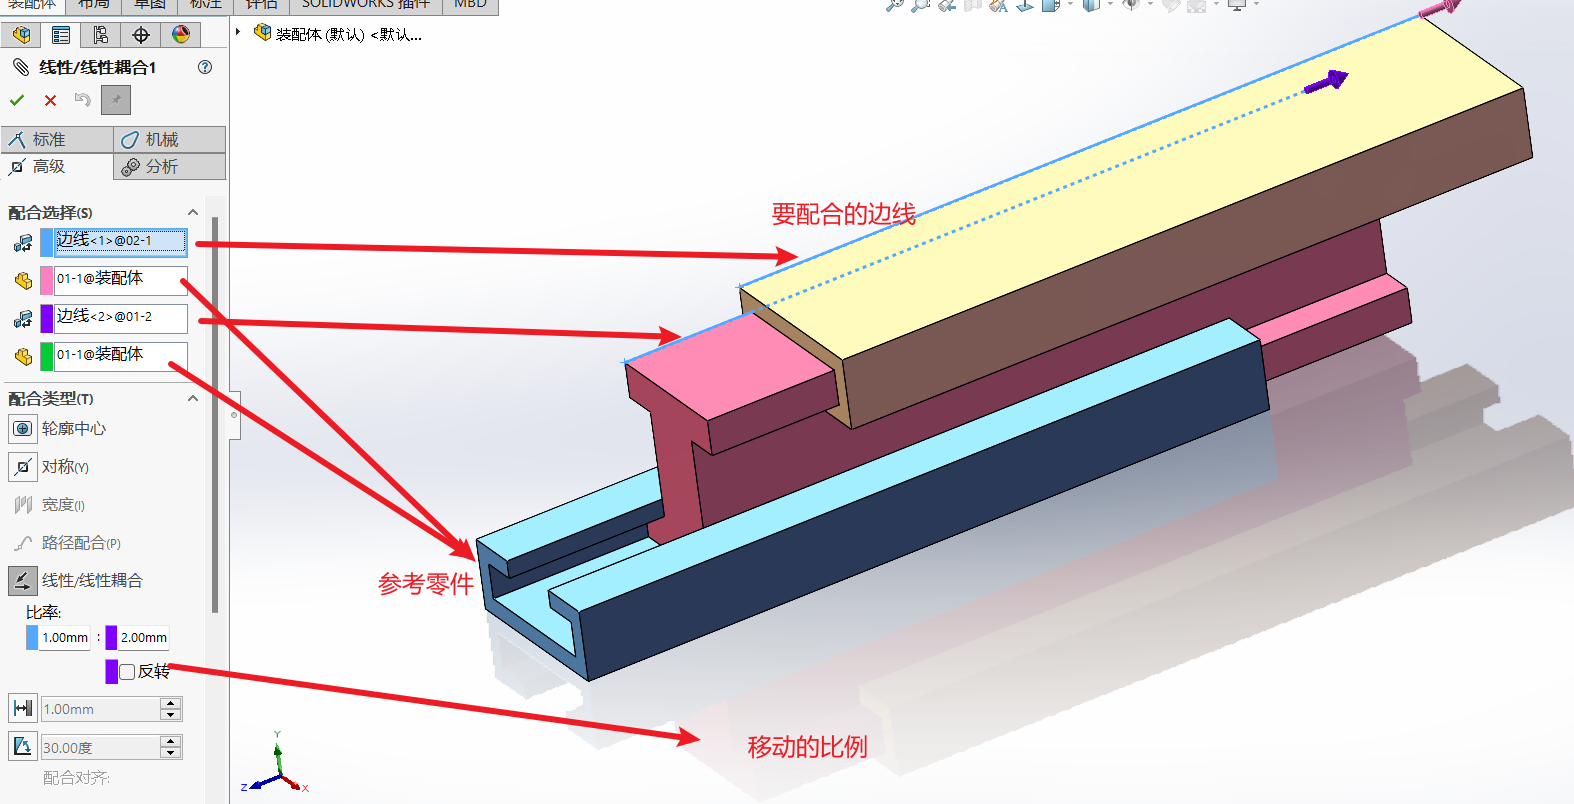 装配体 布局 草图 标注 评估 SOLIDWORKS 插件 MBD
装配体 (默认) <默认...
线性/线性耦合1
标准 机械
高级 分析
配合选择(S)
边线<1>@02-1
01-1@装配体
边线<2>@01-2
01-1@装配体
配合类型(T)
轮廓中心
对称(Y)
宽度(I)
路径配合(P)
线性/线性耦合
比率:
1.00mm : 2.00mm
反转
1.00mm
30.00度
配合对齐:
要配合的边线
参考零件
移动的比例
Y
Z X